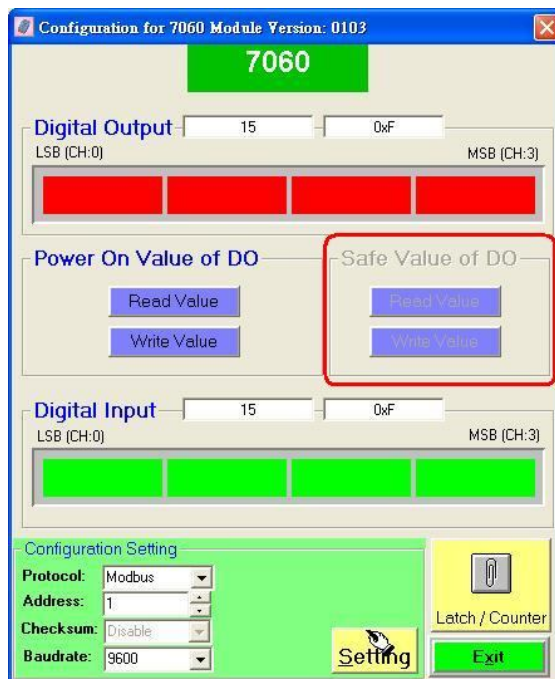 Configuration for 7060 Module Version: 0103
7060
Digital Output 15 0xF
LSB (CH:0) MSB (CH:3)
Power On Value of DO
Read Value
Write Value
Safe Value of DO
Read Value
Write Value
Digital Input 15 0xF
LSB (CH:0) MSB (CH:3)
Configuration Setting
Protocol: Modbus
Address: 1
Checksum: Disable
Baudrate: 9600
Setting
Latch / Counter
Exit